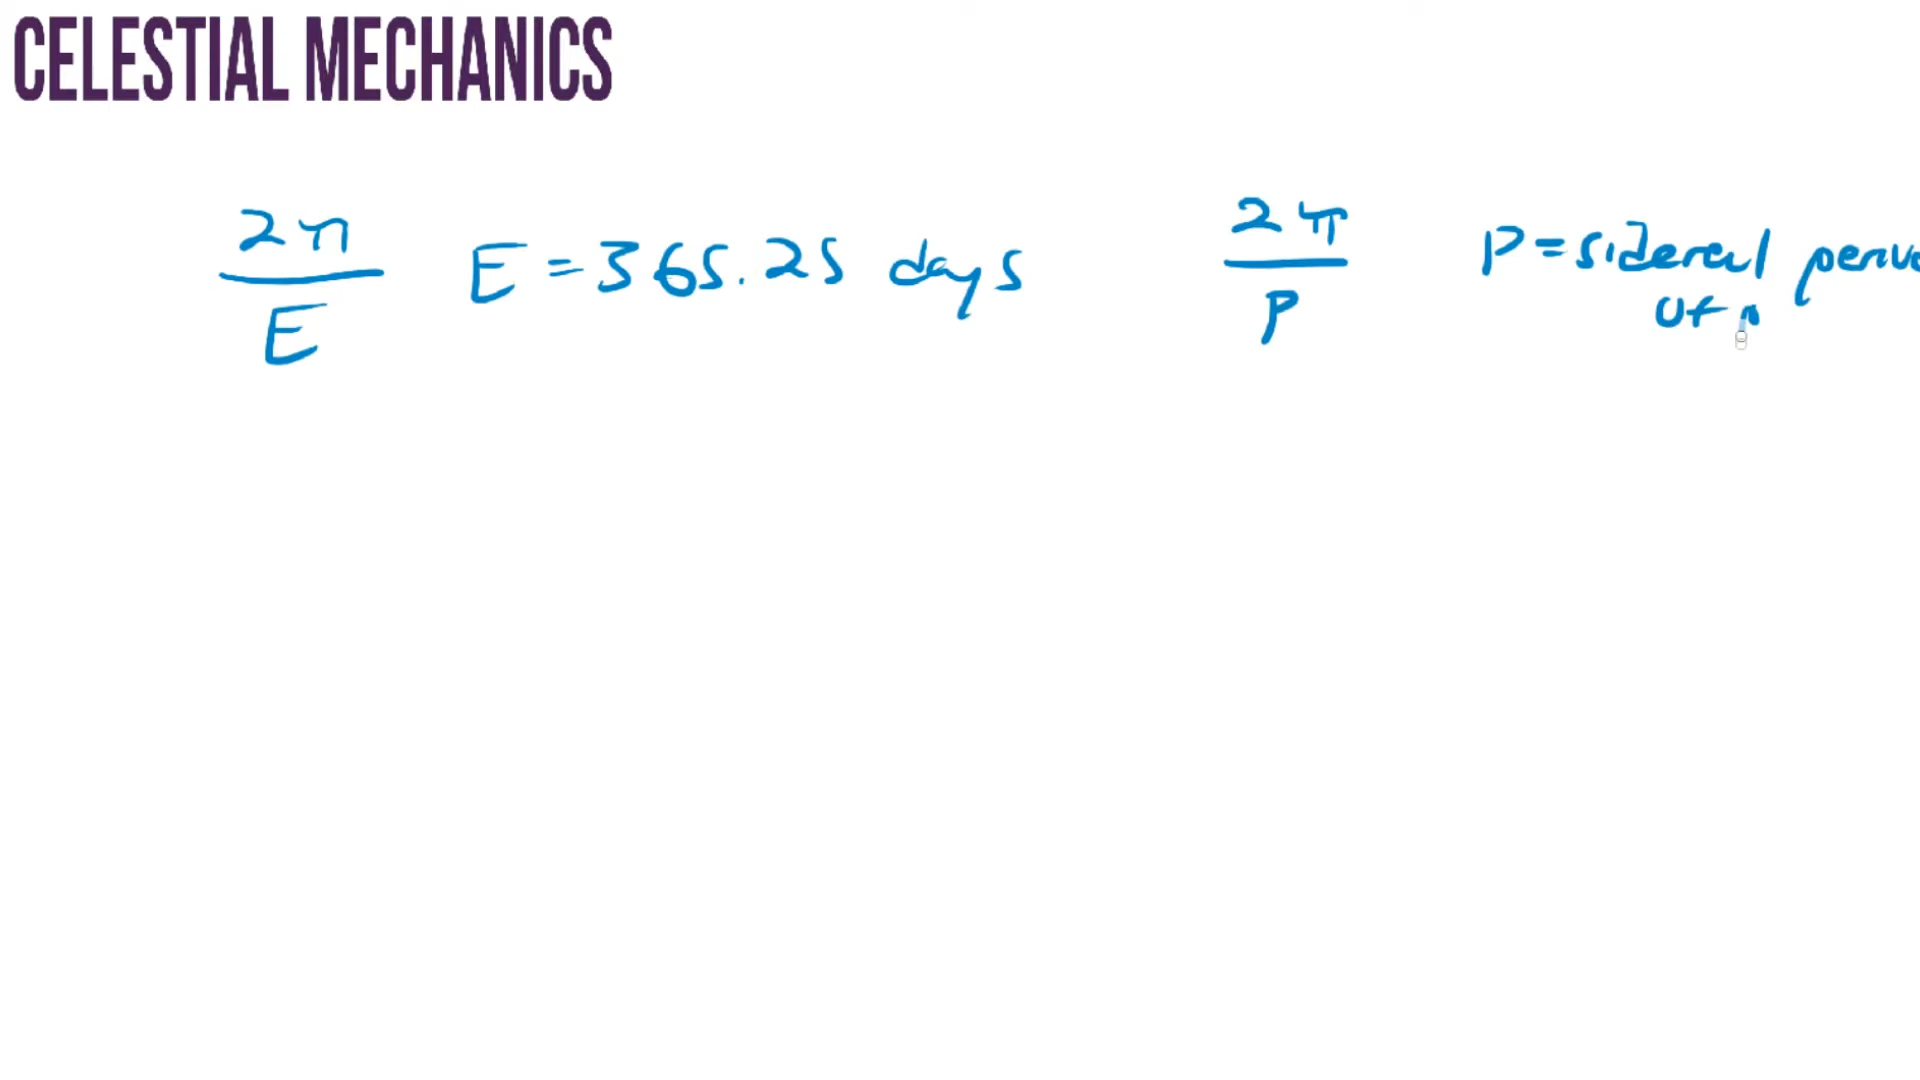 CELESTIAL MECHANICS
2π
E
E = 365.25 days
2π
P
P = sidereal
of